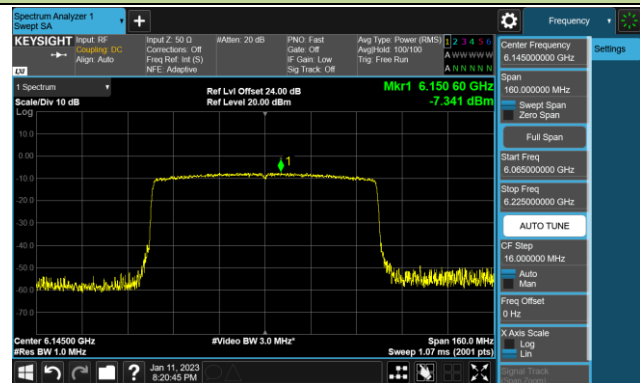 Spectrum Analyzer 1
Swept SA
Frequency
KEYSIGHT
Input: RF
Coupling: DC
Align: Auto
Input Z: 50 Ω
Corrections: Off
Freq Ref: Int (S)
NFE: Adaptive
#Atten: 20 dB
PNO: Fast
Gate: Off
IF Gain: Low
Sig Track: Off
Avg Type: Power (RMS)
Avg|Hold: 100/100
Trig: Free Run
1 2 3 4 5 6
A W W W W W
A N N N N N
LXI
1 Spectrum
Scale/Div 10 dB
Log
Ref Lvl Offset 24.00 dB
Ref Level 20.00 dBm
Mkr1 6.150 60 GHz
-7.341 dBm
10.0
0.00
-10.0
-20.0
-30.0
-40.0
-50.0
-60.0
-70.0
1
Center 6.14500 GHz
#Res BW 1.0 MHz
#Video BW 3.0 MHz*
Span 160.0 MHz
Sweep 1.07 ms (2001 pts)
Jan 11, 2023
8:20:45 PM
Center Frequency
6.145000000 GHz
Settings
Span
160.000000 MHz
Swept Span
Zero Span
Full Span
Start Freq
6.065000000 GHz
Stop Freq
6.225000000 GHz
AUTO TUNE
CF Step
16.000000 MHz
Auto
Man
Freq Offset
0 Hz
X Axis Scale
Log
Lin
Signal Track
(Span Zoom)